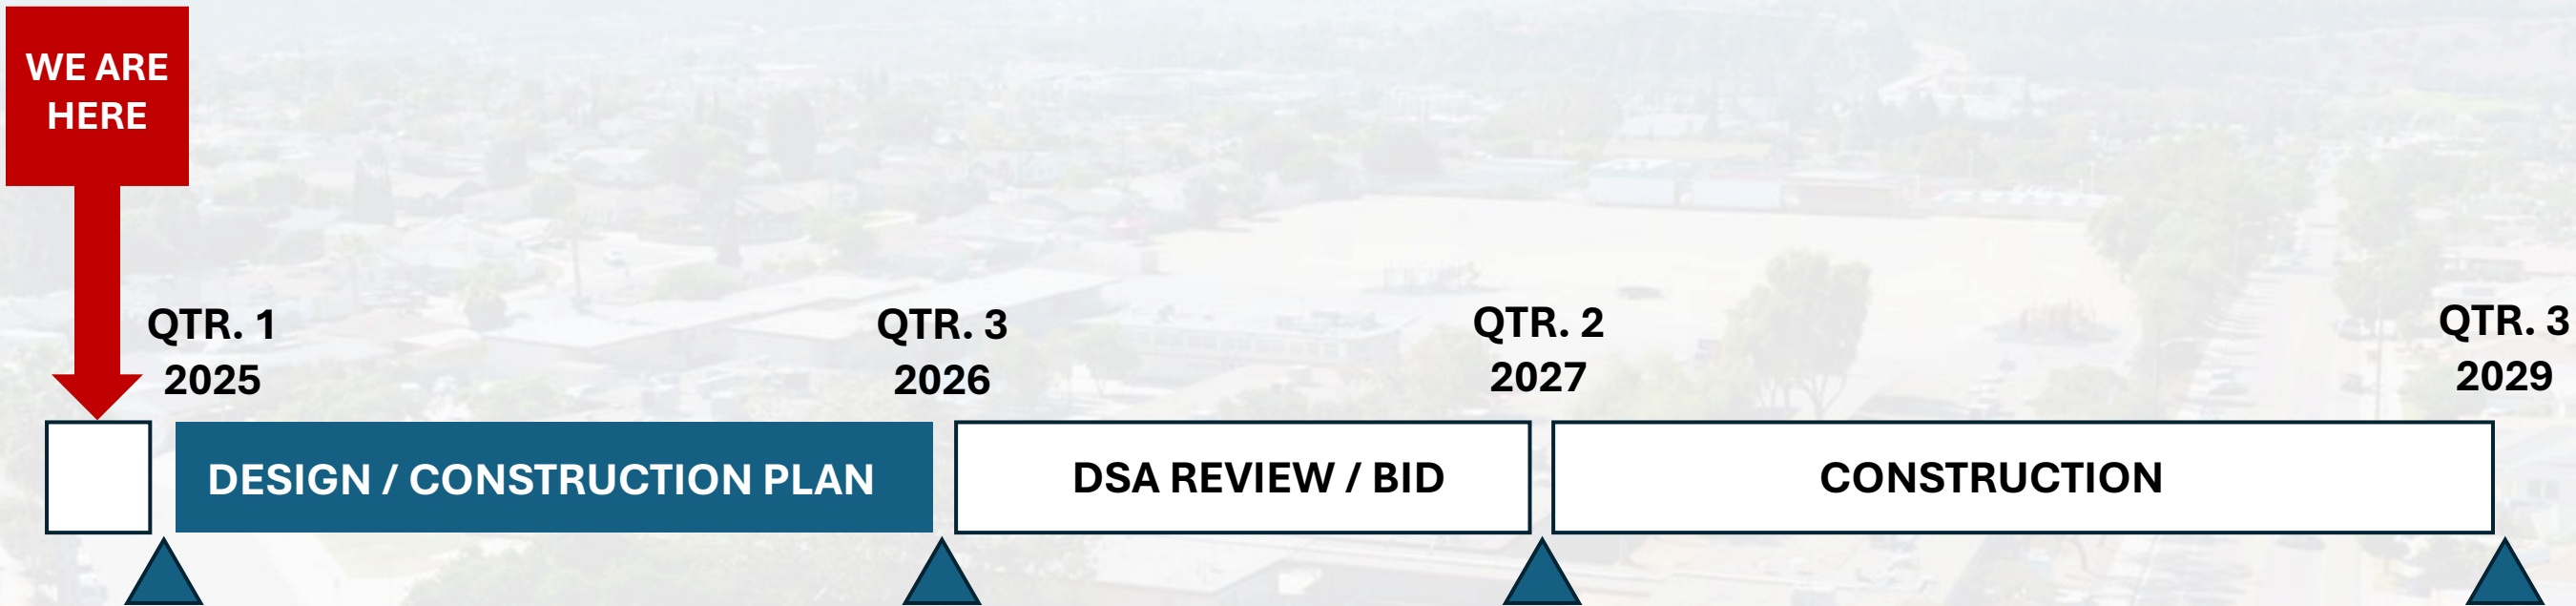 WE ARE
HERE
QTR. 1
2025
QTR. 3
2026
QTR. 2
2027
QTR. 3
2029
DESIGN / CONSTRUCTION PLAN
DSA REVIEW / BID
CONSTRUCTION